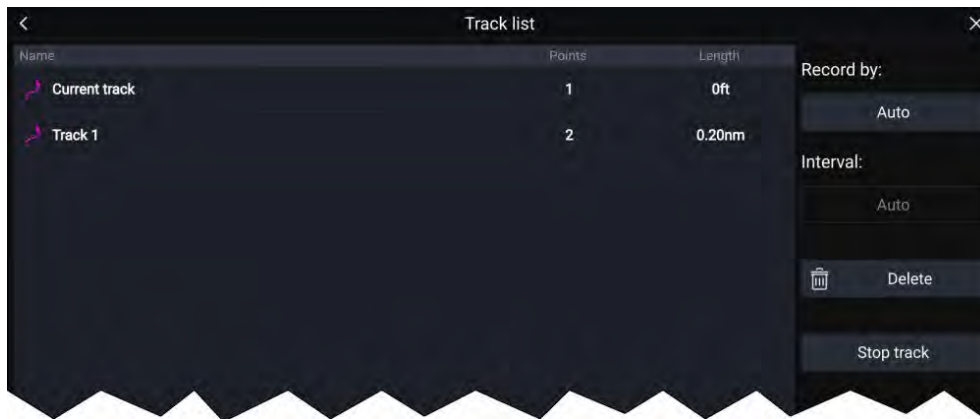 Track list
Name Points Length
Current track 1 0ft
Track 1 2 0.20nm
Record by:
Auto
Interval:
Auto
Delete
Stop track